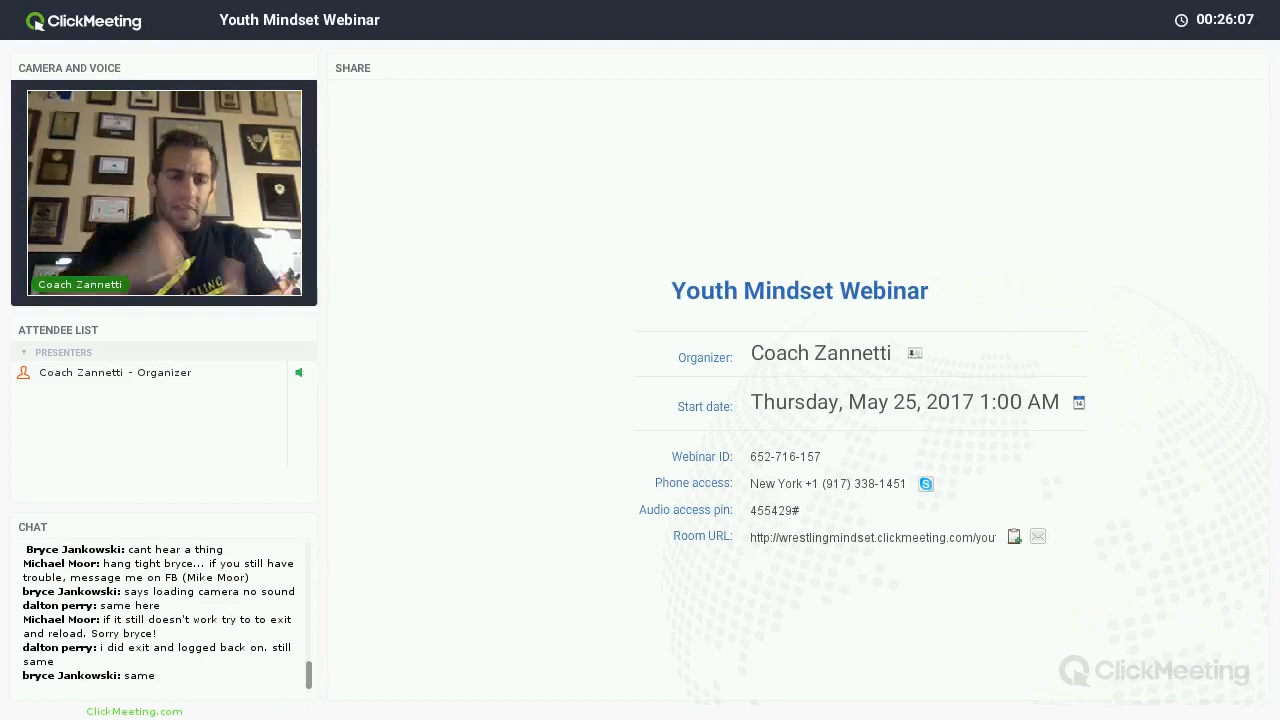 ClickMeeting
Youth Mindset Webinar
00:26:07
CAMERA AND VOICE
Coach Zannetti
ATTENDEE LIST
PRESENTERS
Coach Zannetti - Organizer
CHAT
Bryce Jankowski: cant hear a thing
Michael Moor: hang tight bryce... if you still have
trouble, message me on FB (Mike Moor)
bryce Jankowski: says loading camera no sound
dalton perry: same here
Michael Moor: if it still doesn't work try to to exit
and reload. Sorry bryce!
dalton perry: i did exit and logged back on. still
same
bryce Jankowski: same
ClickMeeting.com
SHARE
Youth Mindset Webinar
Organizer: Coach Zannetti
Start date: Thursday, May 25, 2017 1:00 AM
14
Webinar ID: 652-716-157
Phone access: New York +1 (917) 338-1451
Audio access pin: 455429#
Room URL: http://wrestlingmindset.clickmeeting.com/you
ClickMeeting